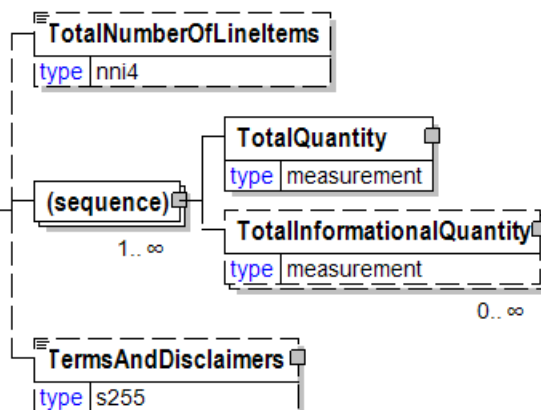 TotalNumberOfLineItems
type nni4
TotalQuantity
type measurement
(sequence)
1.. ∞
TotalInformationalQuantity
type measurement
0.. ∞
TermsAndDisclaimers
type s255